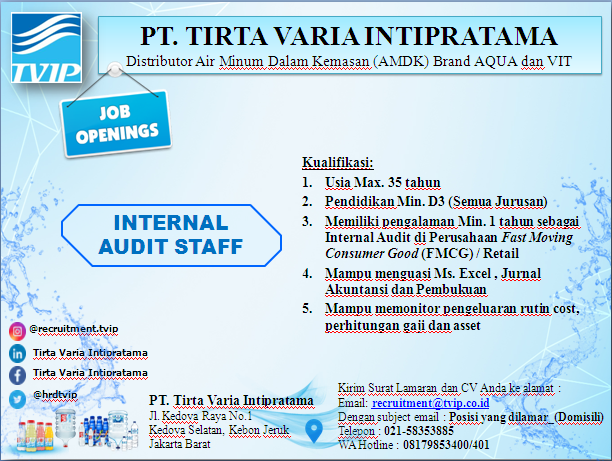 TVIP
PT. TIRTA VARIA INTIPRATAMA
Distributor Air Minum Dalam Kemasan (AMDK) Brand AQUA dan VIT
JOB
OPENINGS
INTERNAL
AUDIT STAFF
Kualifikasi:
1. Usia Max. 35 tahun
2. Pendidikan Min. D3 (Semua Jurusan)
3. Memiliki pengalaman Min. 1 tahun sebagai
Internal Audit di Perusahaan Fast Moving
Consumer Good (FMCG) / Retail
4. Mampu menguasi Ms. Excel , Jurnal
Akuntansi dan Pembukuan
5. Mampu memonitor pengeluaran rutin cost,
perhitungan gaji dan asset
@recruitment.tvip
Tirta Varia Intipratama
Tirta Varia Intipratama
@hrdtvip
PT. Tirta Varia Intipratama
Jl. Kedoya Raya No.1
Kedoya Selatan, Kebon Jeruk
Jakarta Barat
Kirim Surat Lamaran dan CV Anda ke alamat :
Email: recruitment@tvip.co.id
Dengan subject email : Posisi yang dilamar_(Domisili)
Telepon : 021-58353885
WA Hotline : 08179853400/401